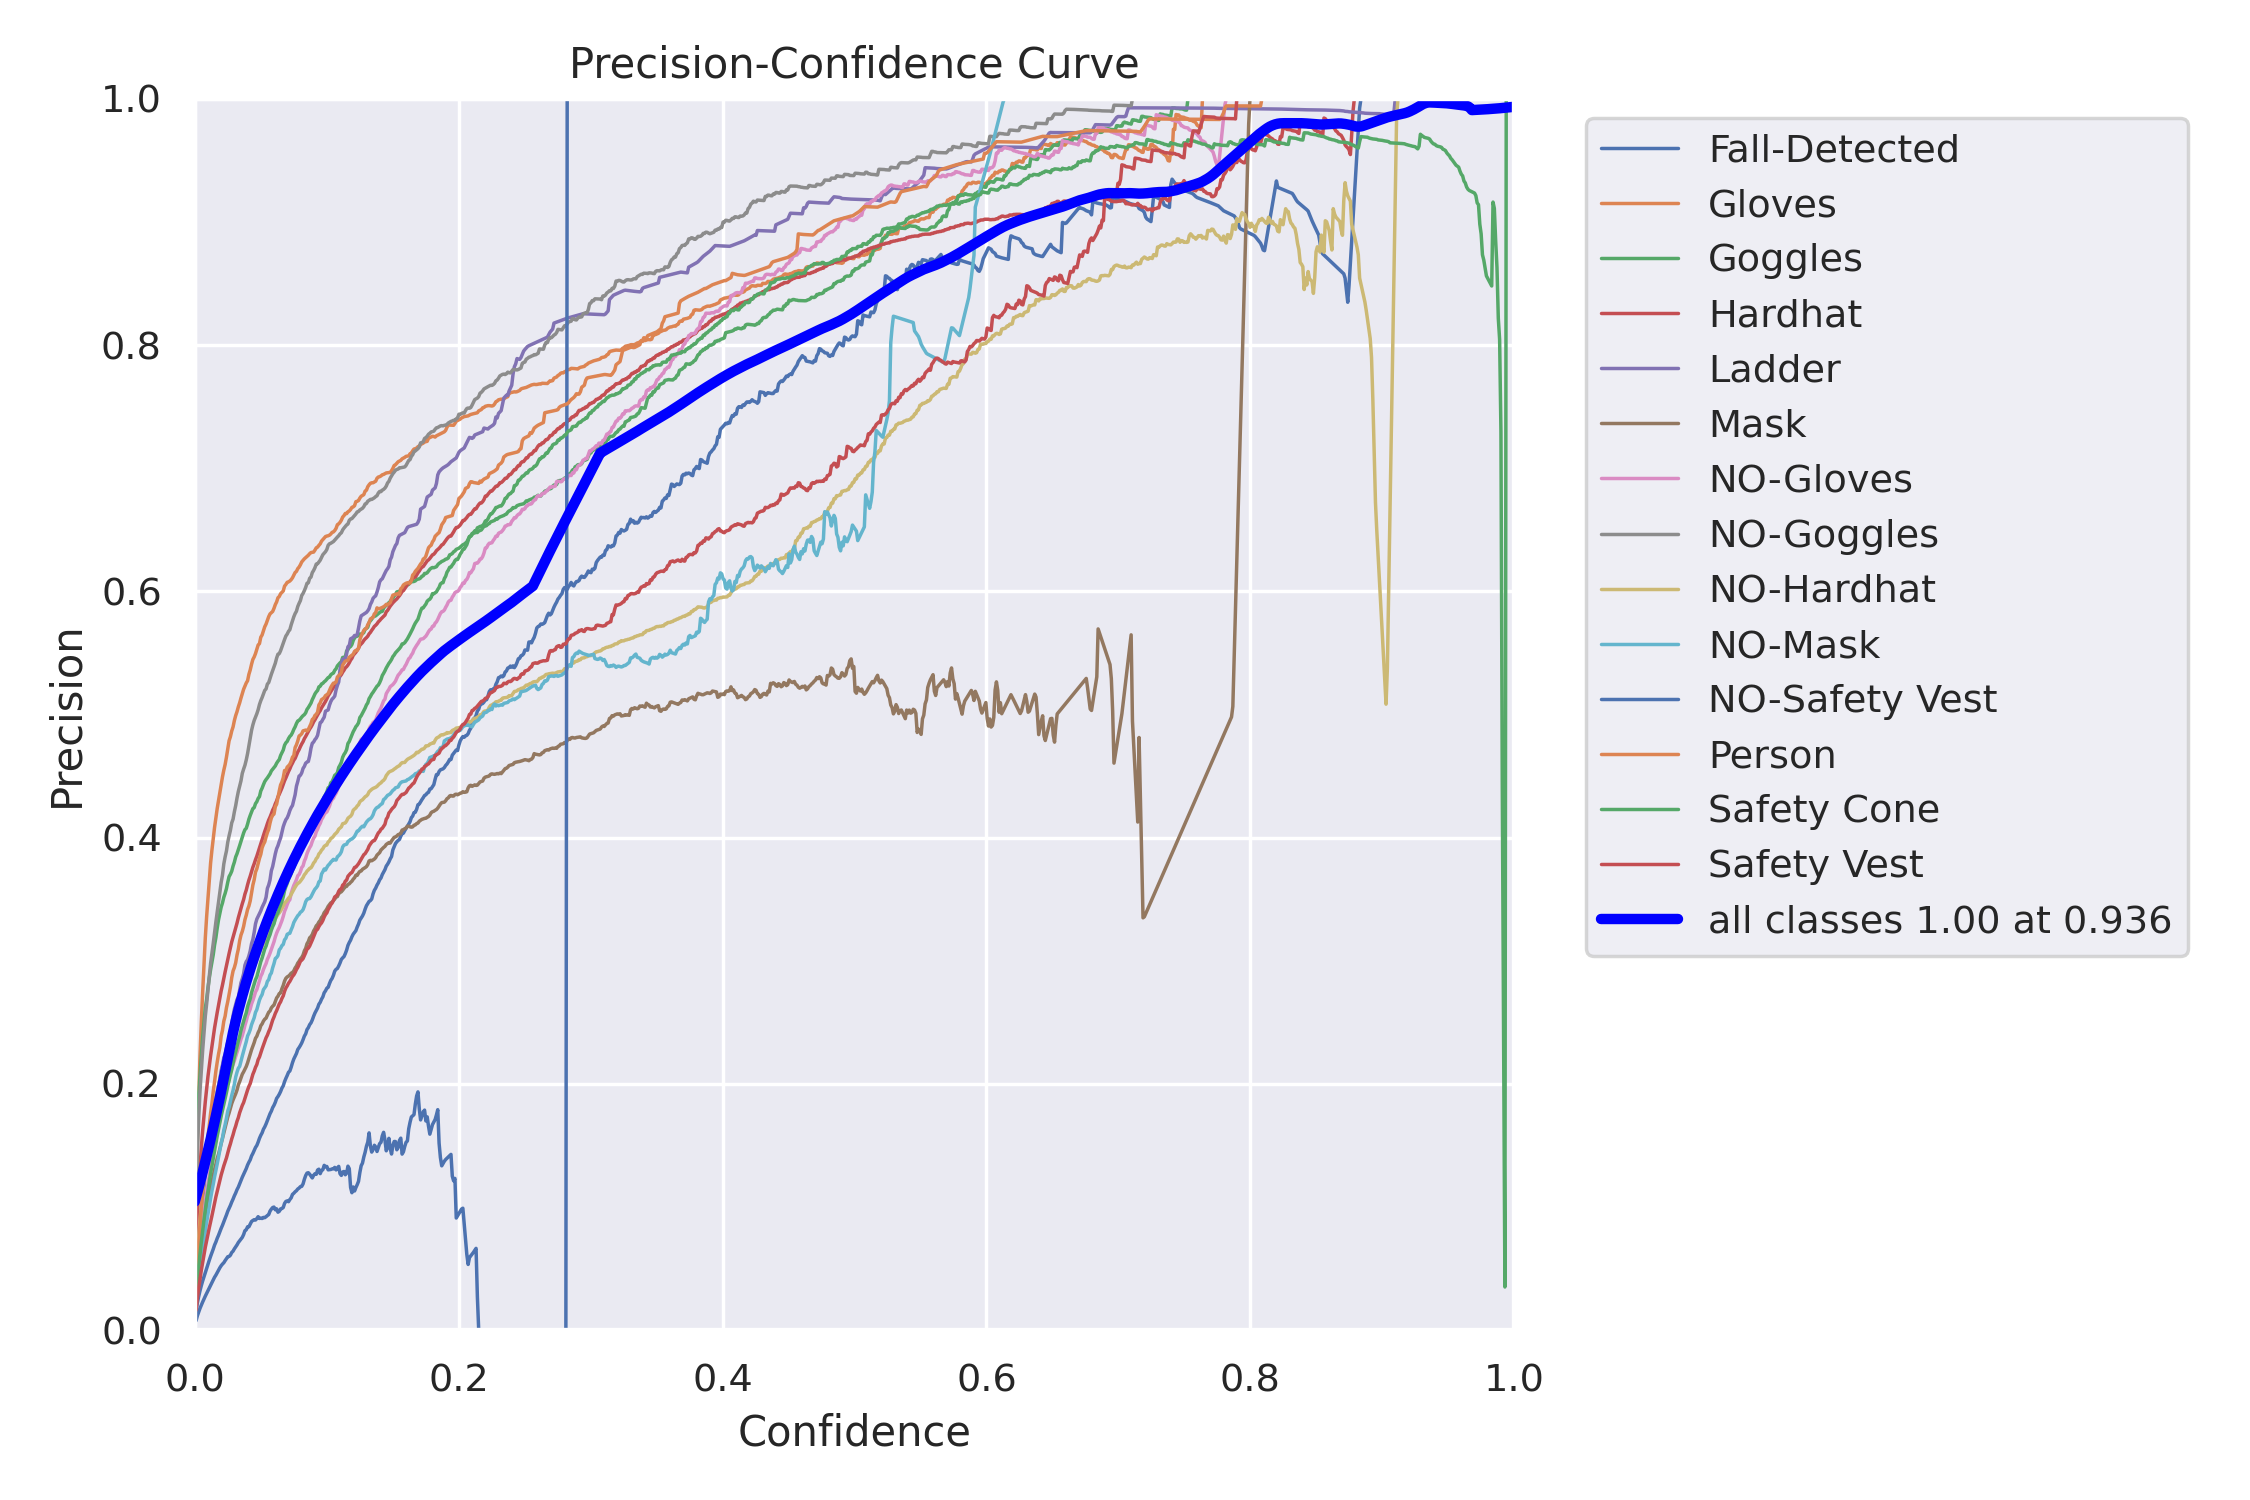 Precision-Confidence Curve
1.0
0.8
0.6
0.4
0.2
0.0
Precision
0.0 0.2 0.4 0.6 0.8 1.0
Confidence
Fall-Detected
Gloves
Goggles
Hardhat
Ladder
Mask
NO-Gloves
NO-Goggles
NO-Hardhat
NO-Mask
NO-Safety Vest
Person
Safety Cone
Safety Vest
all classes 1.00 at 0.936